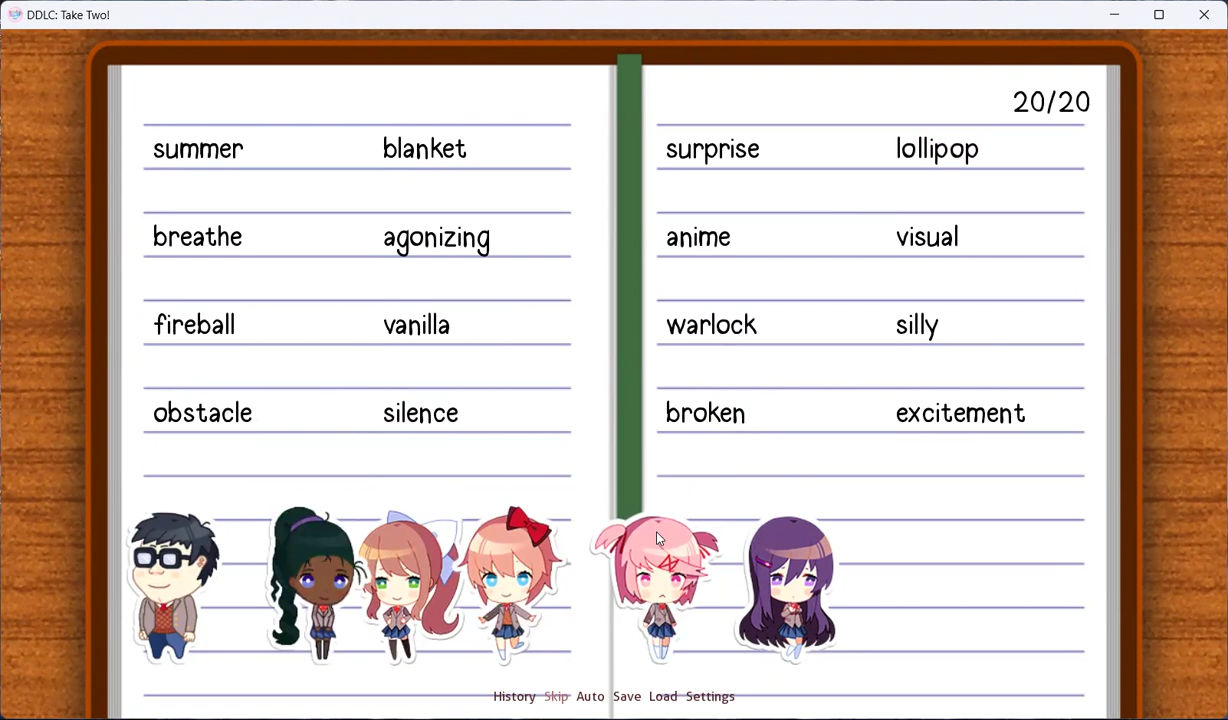 DDLC: Take Two!
20/20
summer blanket surprise lollipop
breathe agonizing anime visual
fireball vanilla warlock silly
obstacle silence broken excitement
History Skip Auto Save Load Settings